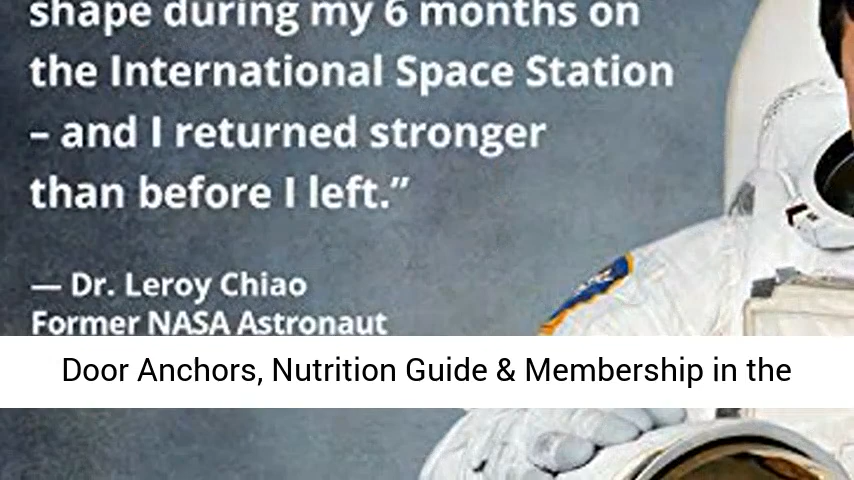 shape during my 6 months on
the International Space Station
– and I returned stronger
than before I left.”
— Dr. Leroy Chiao
Former NASA Astronaut
Door Anchors, Nutrition Guide & Membership in the